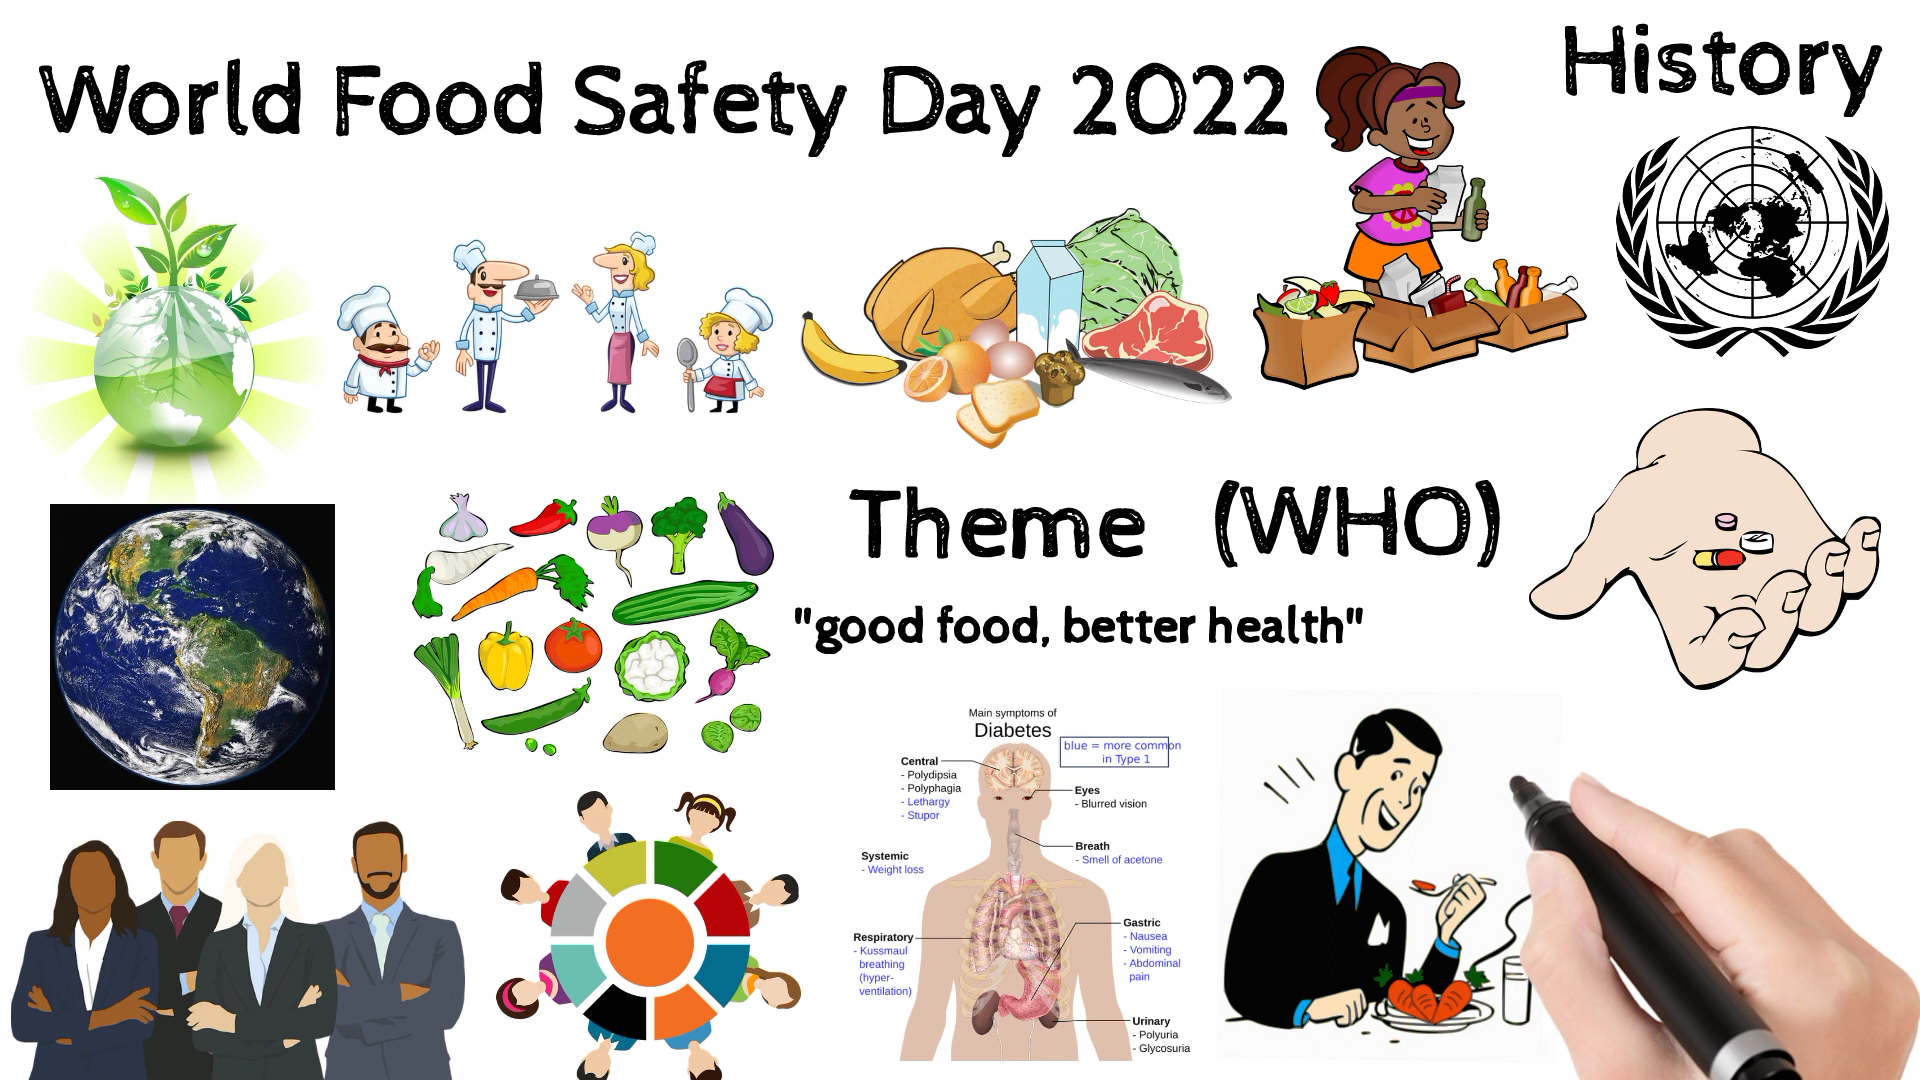 World Food Safety Day 2022
History
Theme (WHO)
"good food, better health"
Main symptoms of
Diabetes
blue = more common
in Type 1
Central
- Polydipsia
- Polyphagia
- Lethargy
- Stupor
Eyes
- Blurred vision
Breath
- Smell of acetone
Systemic
- Weight loss
Respiratory
- Kussmaul
breathing
(hyper-
ventilation)
Gastric
- Nausea
- Vomiting
- Abdominal
pain
Urinary
- Polyuria
- Glycosuria